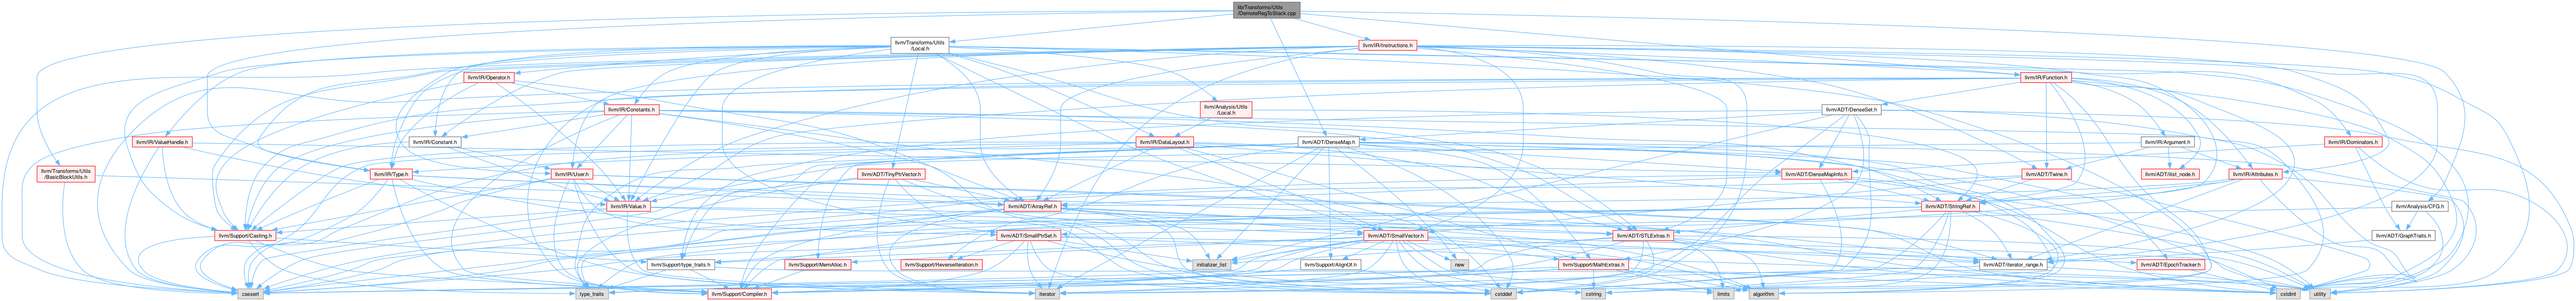 lib/Transforms/Utils
/DemoteRegToStack.cpp
llvm/Transforms/Utils
/Local.h
llvm/IR/Instructions.h
llvm/IR/Operator.h
llvm/IR/Function.h
llvm/IR/Constants.h
llvm/Analysis/Utils
/Local.h
llvm/ADT/DenseSet.h
llvm/IR/ValueHandle.h
llvm/IR/Constant.h
llvm/IR/DataLayout.h
llvm/ADT/DenseMap.h
llvm/IR/Argument.h
llvm/IR/Dominators.h
llvm/Transforms/Utils
/BasicBlockUtils.h
llvm/IR/Type.h
llvm/IR/User.h
llvm/ADT/TinyPtrVector.h
llvm/ADT/DenseMapInfo.h
llvm/ADT/Twine.h
llvm/ADT/ilist_node.h
llvm/IR/Attributes.h
llvm/IR/Value.h
llvm/ADT/ArrayRef.h
llvm/ADT/StringRef.h
llvm/Analysis/CFG.h
llvm/Support/Casting.h
llvm/ADT/SmallPtrSet.h
llvm/ADT/SmallVector.h
llvm/ADT/STLExtras.h
llvm/ADT/GraphTraits.h
llvm/Support/type_traits.h
llvm/Support/MemAlloc.h
llvm/Support/ReverseIteration.h
initializer_list
llvm/Support/AlignOf.h
new
llvm/Support/MathExtras.h
llvm/ADT/iterator_range.h
llvm/ADT/EpochTracker.h
cassert
type_traits
llvm/Support/Compiler.h
iterator
cstddef
cstring
limits
algorithm
cstdint
utility